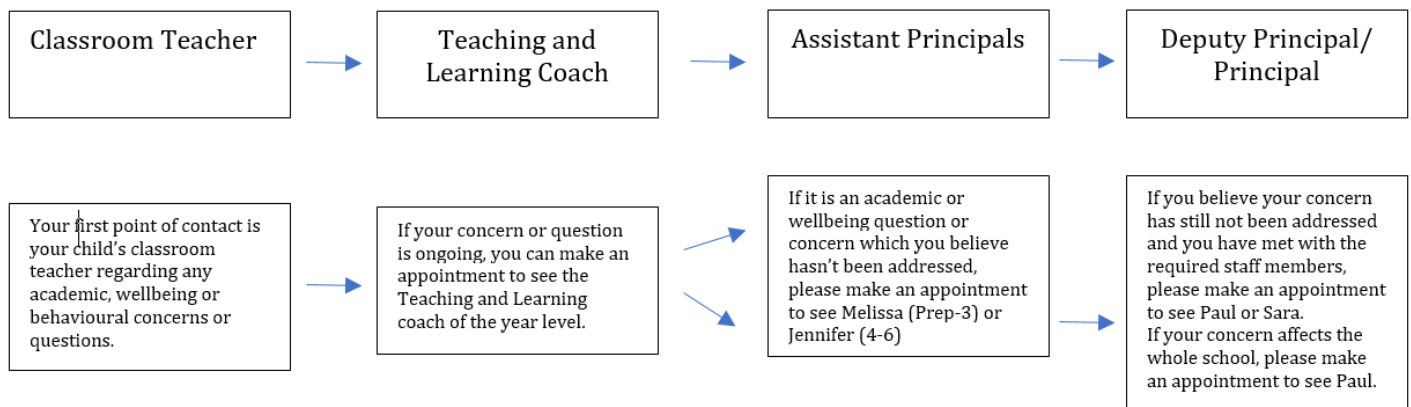 Classroom Teacher
Teaching and
Learning Coach
Assistant Principals
Deputy Principal/
Principal
Your first point of contact is
your child's classroom
teacher regarding any
academic, wellbeing or
behavioural concerns or
questions.
If your concern or question
is ongoing, you can make an
appointment to see the
Teaching and Learning
coach of the year level.
If it is an academic or
wellbeing question or
concern which you believe
hasn't been addressed,
please make an appointment
to see Melissa (Prep-3) or
Jennifer (4-6)
If you believe your concern
has still not been addressed
and you have met with the
required staff members,
please make an appointment
to see Paul or Sara.
If your concern affects the
whole school, please make
an appointment to see Paul.